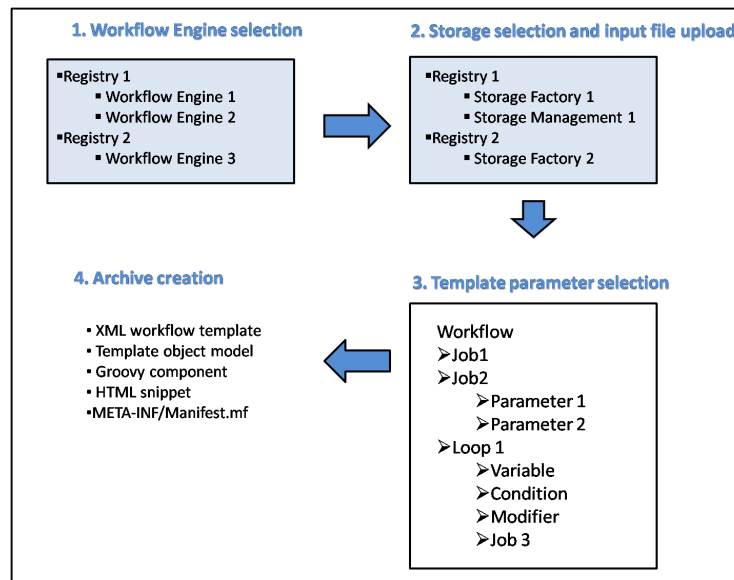 1. Workflow Engine selection
▪Registry 1
▪ Workflow Engine 1
▪ Workflow Engine 2
▪Registry 2
▪ Workflow Engine 3
2. Storage selection and input file upload
▪Registry 1
▪ Storage Factory 1
▪ Storage Management 1
▪Registry 2
▪ Storage Factory 2
3. Template parameter selection
Workflow
➢Job1
➢Job2
➢Parameter 1
➢Parameter 2
➢Loop 1
➢Variable
➢Condition
➢Modifier
➢Job 3
4. Archive creation
▪ XML workflow template
▪ Template object model
▪ Groovy component
▪ HTML snippet
▪META-INF/Manifest.mf